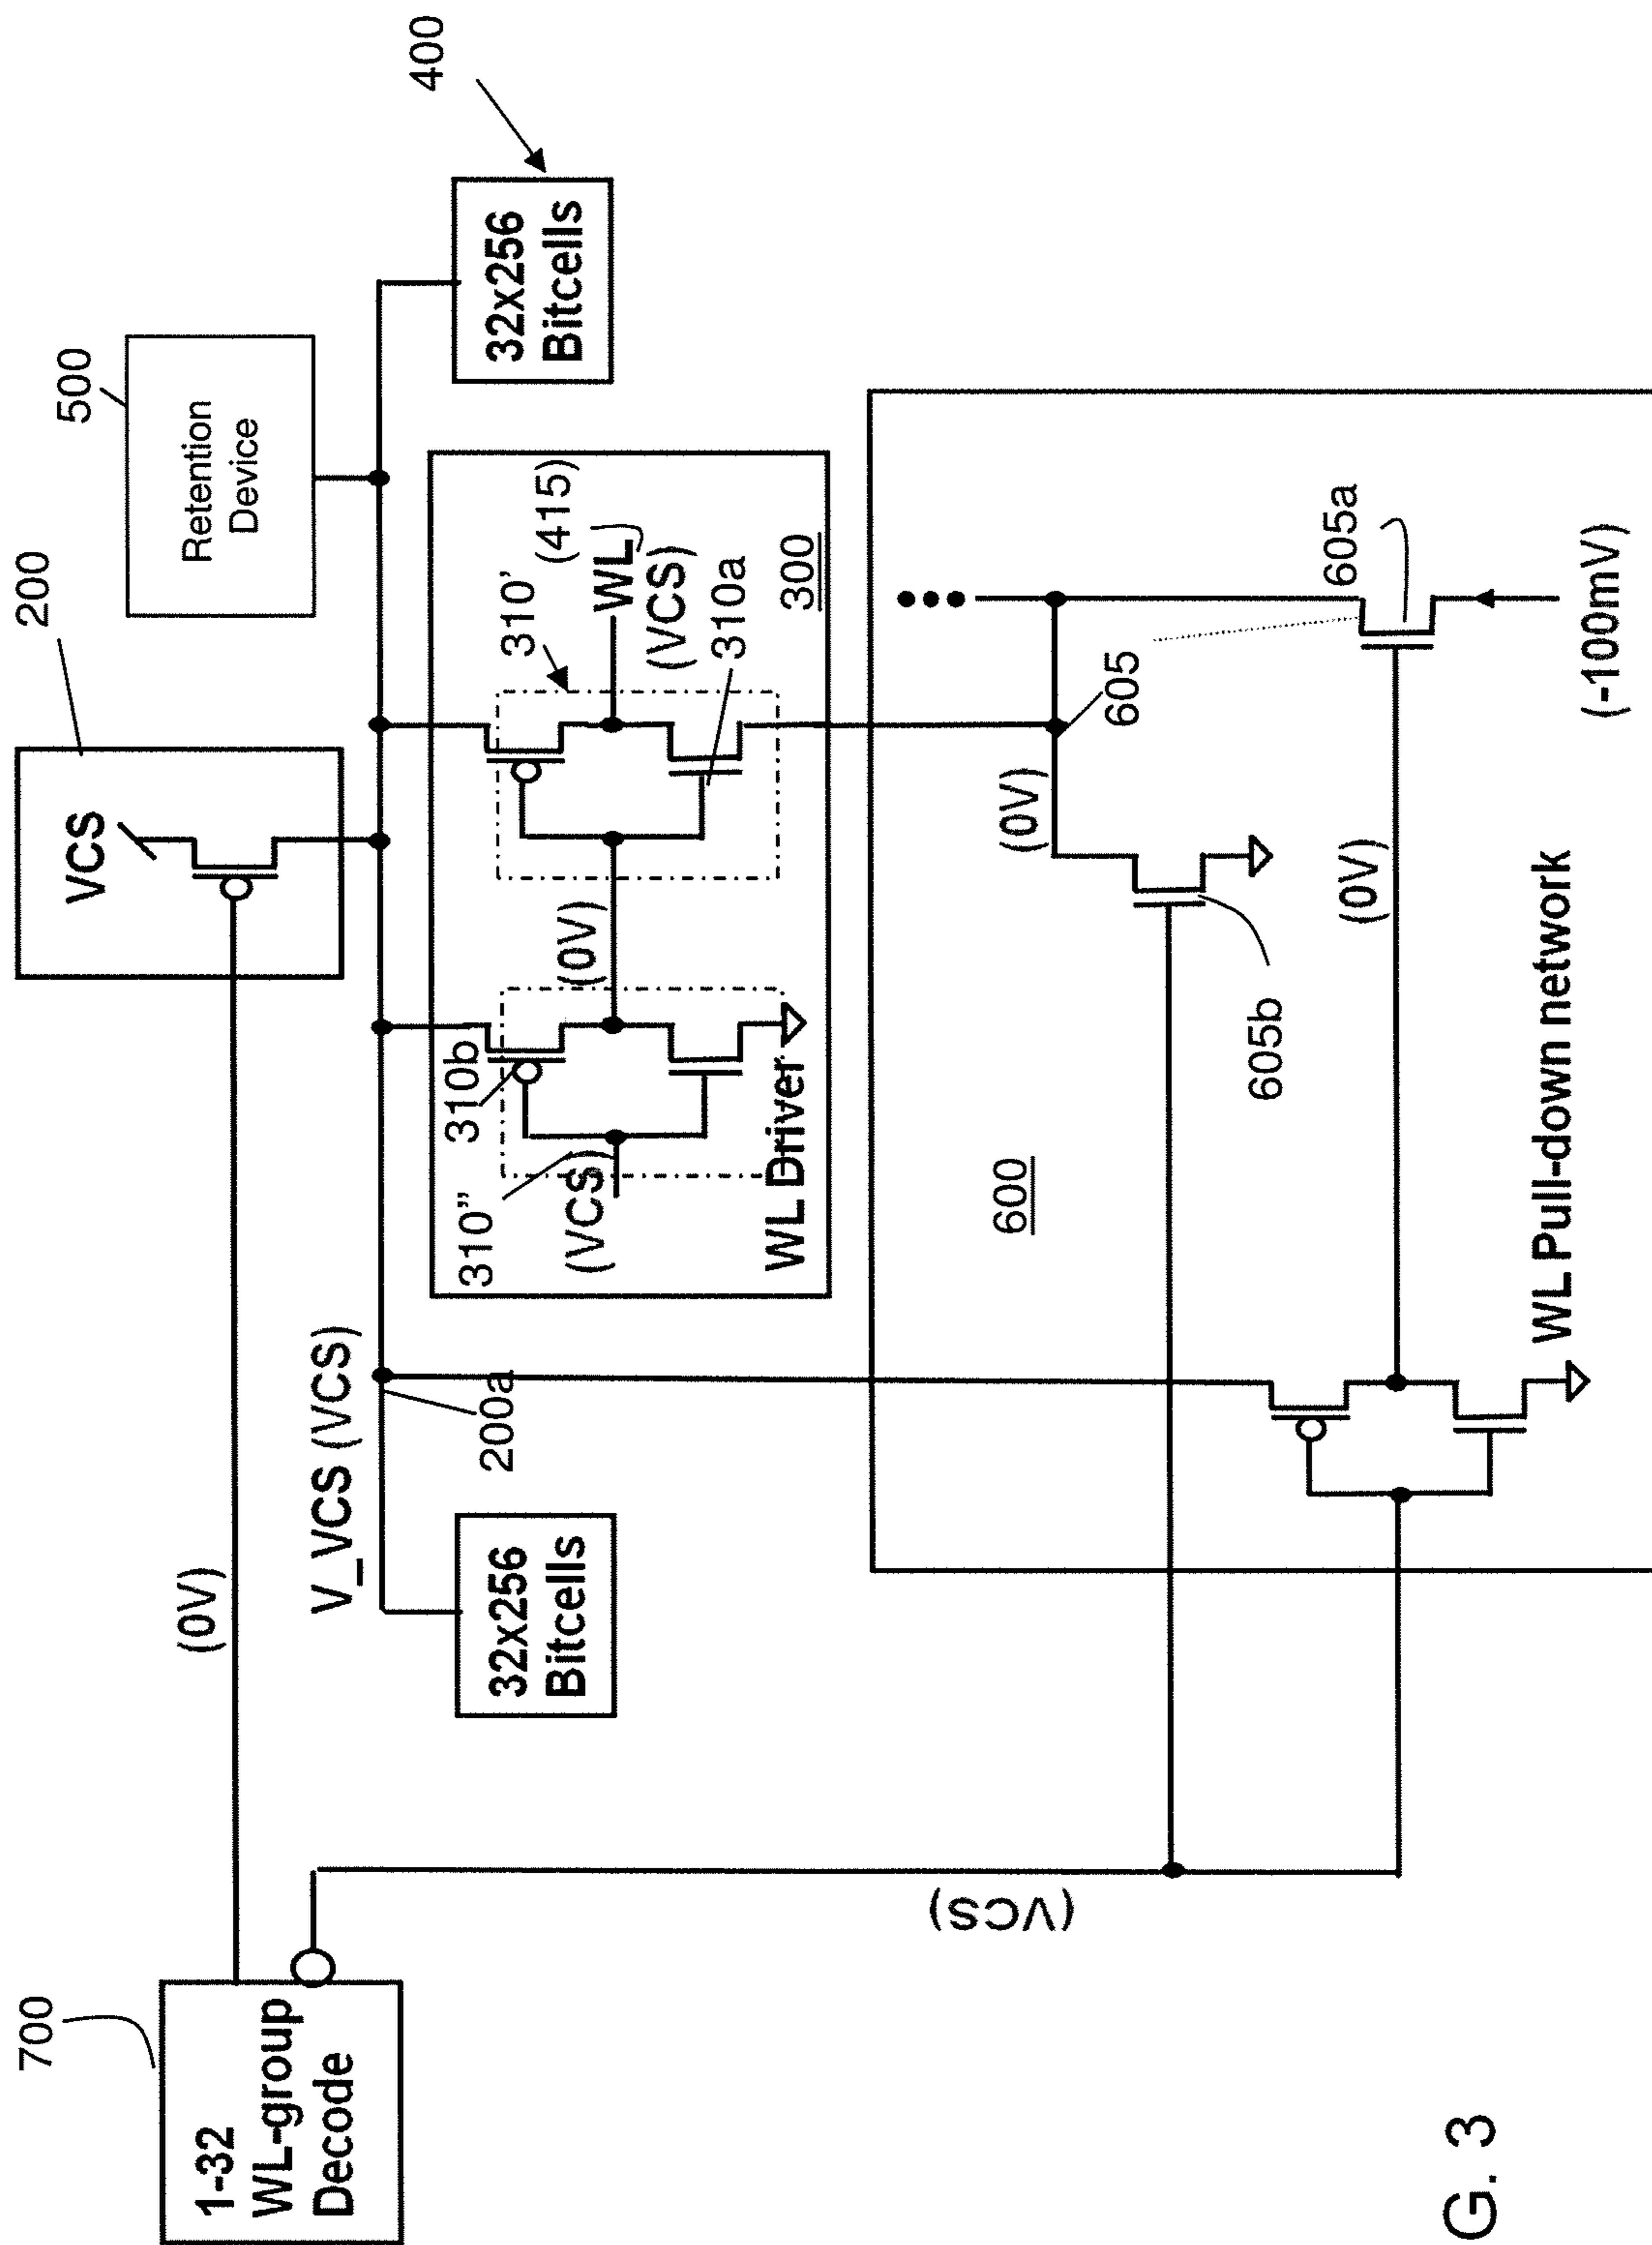 700
1-32
WL-group
Decode
(0V)
(VCS)
200
VCS
500
Retention
Device
400
V_VCS (VCS)
200a
32x256
Bitcells
32x256
Bitcells
310b
310"
(VCS)
(0V)
310'
WL
(415)
(VCS)
310a
300
WL Driver
600
(0V)
605
605b
605a
(0V)
(-100mV)
WL Pull-down network
G. 3